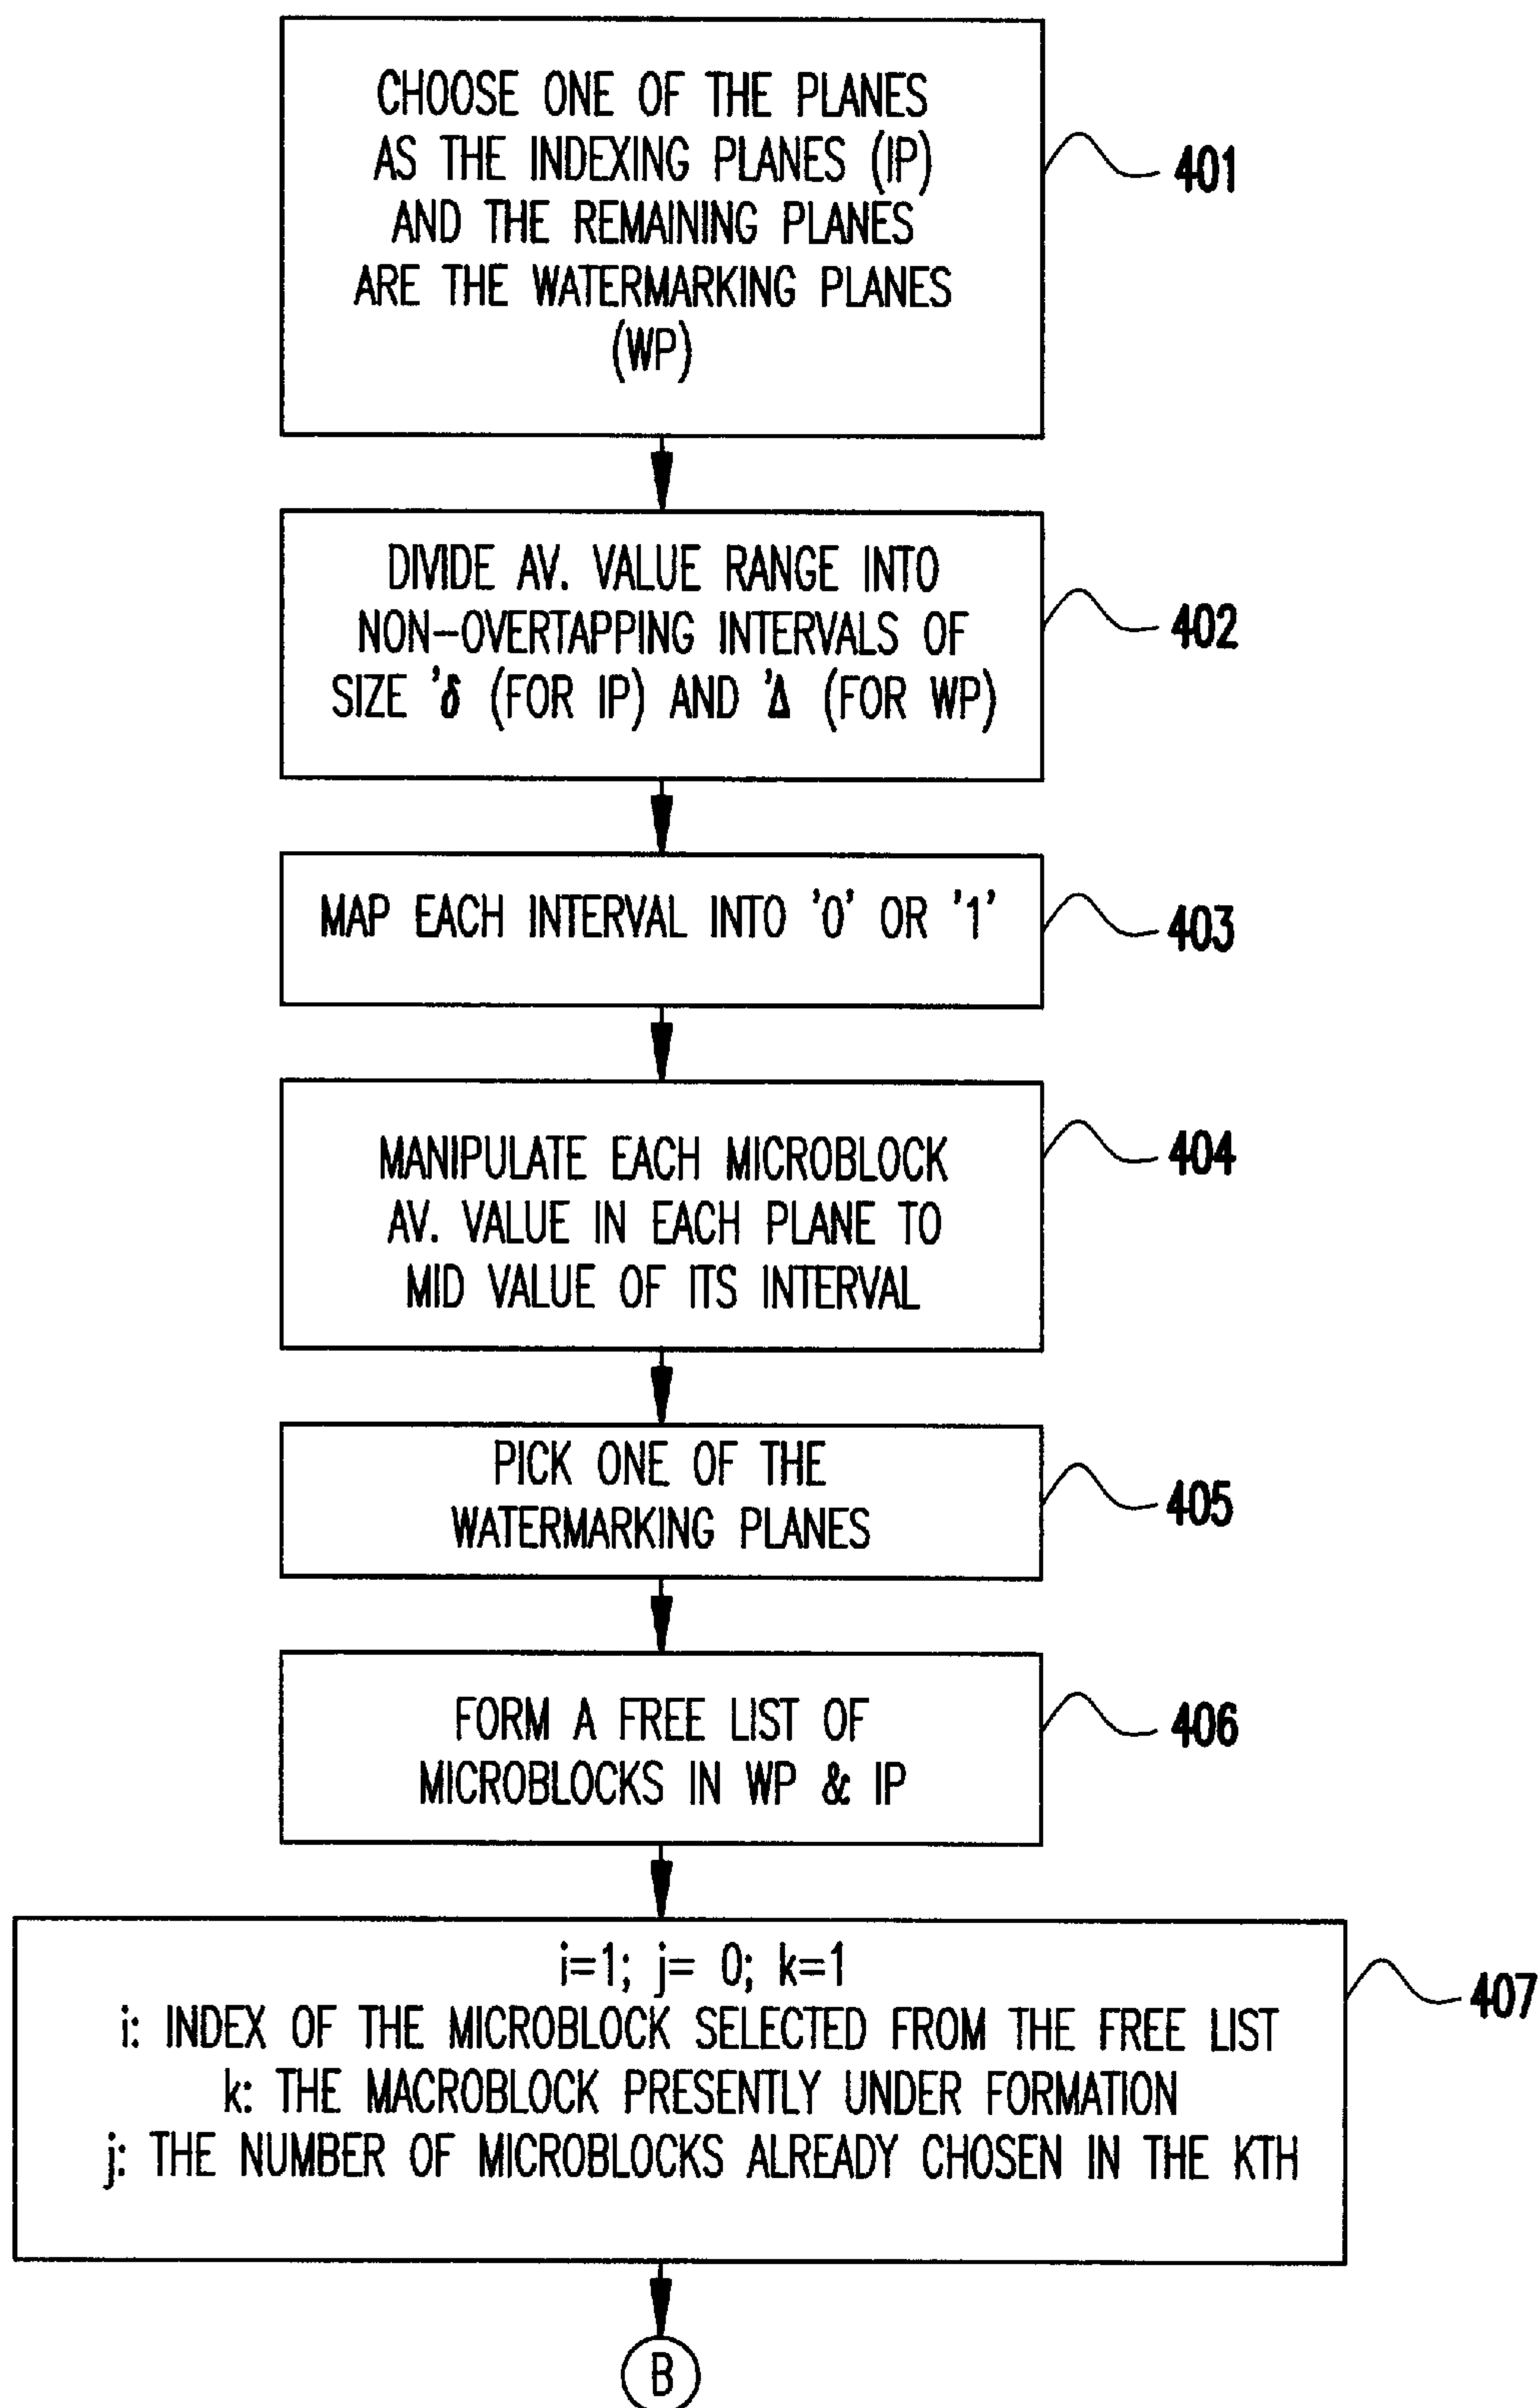 CHOOSE ONE OF THE PLANES
AS THE INDEXING PLANES (IP)
AND THE REMAINING PLANES
ARE THE WATERMARKING PLANES
(WP)
401
DIVIDE AV. VALUE RANGE INTO
NON-OVERTAPPING INTERVALS OF
SIZE 'δ (FOR IP) AND 'Δ (FOR WP)
402
MAP EACH INTERVAL INTO '0' OR '1'
403
MANIPULATE EACH MICROBLOCK
AV. VALUE IN EACH PLANE TO
MID VALUE OF ITS INTERVAL
404
PICK ONE OF THE
WATERMARKING PLANES
405
FORM A FREE LIST OF
MICROBLOCKS IN WP & IP
406
i=1; j= 0; k=1
i: INDEX OF THE MICROBLOCK SELECTED FROM THE FREE LIST
k: THE MACROBLOCK PRESENTLY UNDER FORMATION
j: THE NUMBER OF MICROBLOCKS ALREADY CHOSEN IN THE KTH
407
B